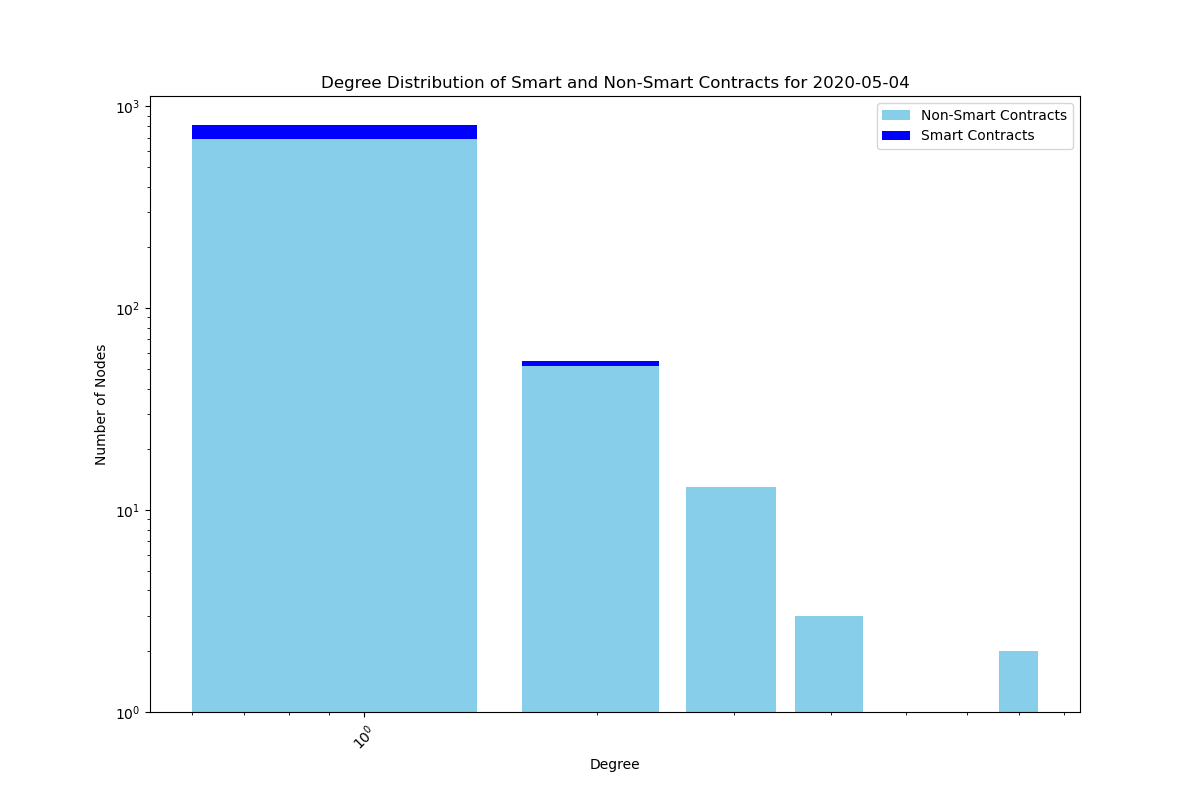 Degree Distribution of Smart and Non-Smart Contracts for 2020-05-04
Non-Smart Contracts
Smart Contracts
Number of Nodes
10³
10²
10¹
10⁰
10⁰
Degree